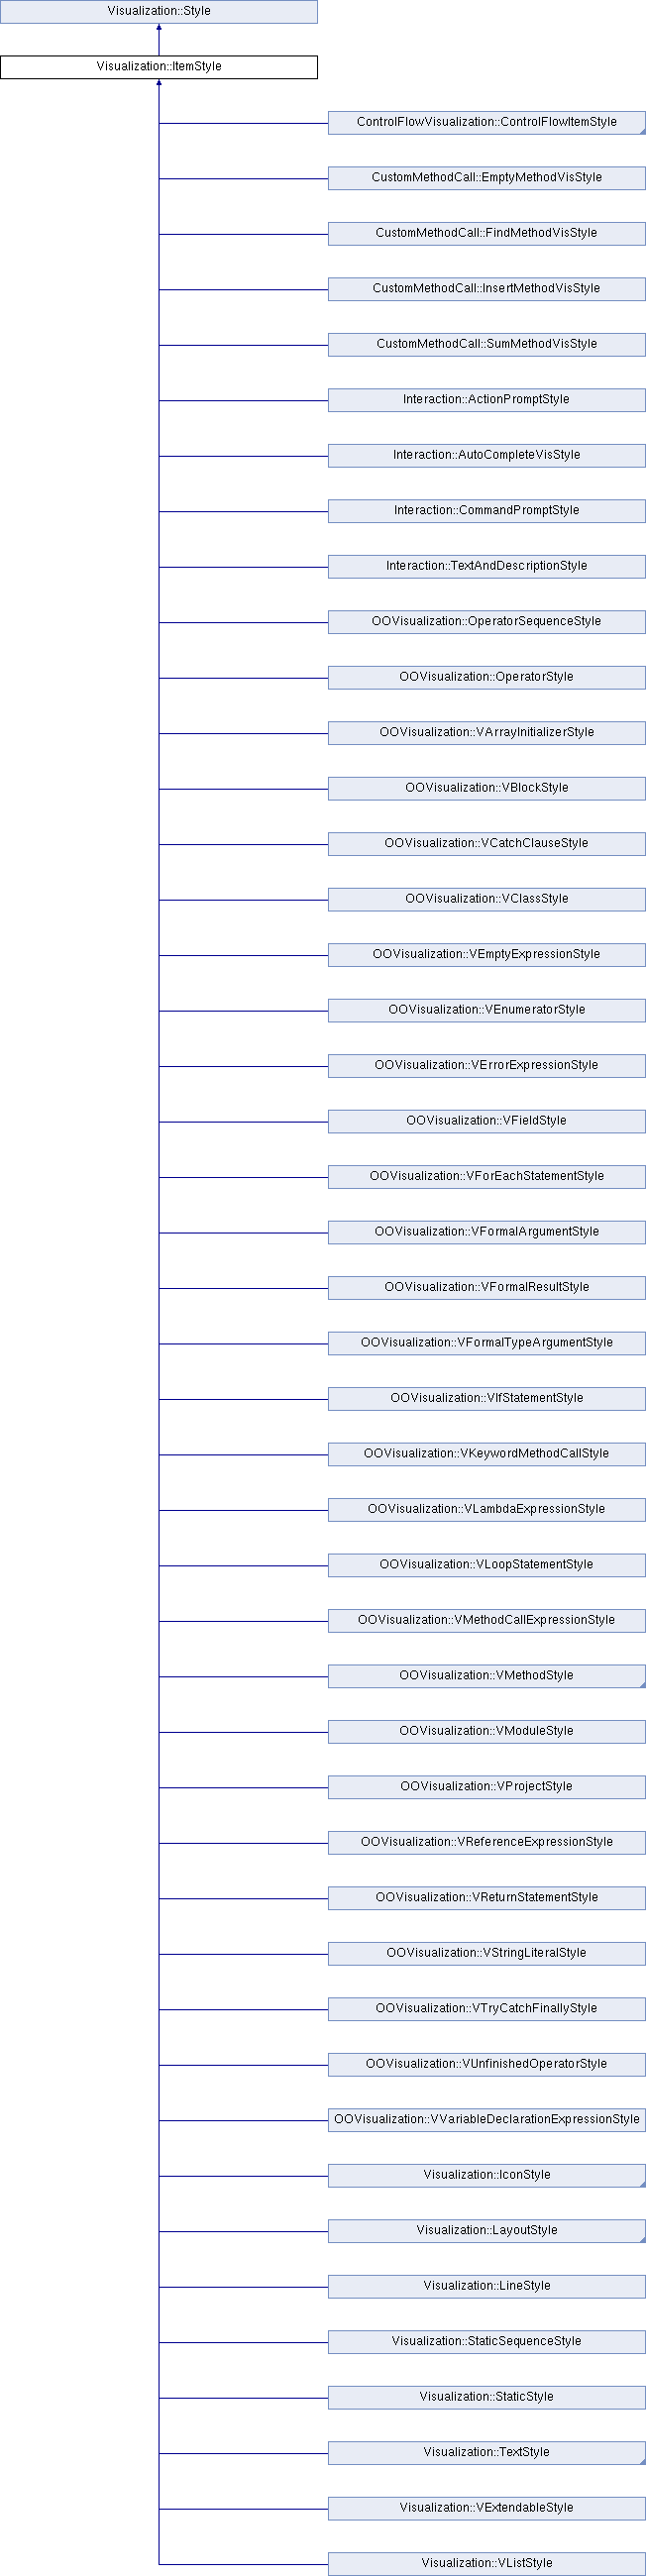 Visualization::Style
Visualization::ItemStyle
ControlFlowVisualization::ControlFlowItemStyle
CustomMethodCall::EmptyMethodVisStyle
CustomMethodCall::FindMethodVisStyle
CustomMethodCall::InsertMethodVisStyle
CustomMethodCall::SumMethodVisStyle
Interaction::ActionPromptStyle
Interaction::AutoCompleteVisStyle
Interaction::CommandPromptStyle
Interaction::TextAndDescriptionStyle
OOVisualization::OperatorSequenceStyle
OOVisualization::OperatorStyle
OOVisualization::VArrayInitializerStyle
OOVisualization::VBlockStyle
OOVisualization::VCatchClauseStyle
OOVisualization::VClassStyle
OOVisualization::VEmptyExpressionStyle
OOVisualization::VEnumeratorStyle
OOVisualization::VErrorExpressionStyle
OOVisualization::VFieldStyle
OOVisualization::VForEachStatementStyle
OOVisualization::VFormalArgumentStyle
OOVisualization::VFormalResultStyle
OOVisualization::VFormalTypeArgumentStyle
OOVisualization::VIfStatementStyle
OOVisualization::VKeywordMethodCallStyle
OOVisualization::VLambdaExpressionStyle
OOVisualization::VLoopStatementStyle
OOVisualization::VMethodCallExpressionStyle
OOVisualization::VMethodStyle
OOVisualization::VModuleStyle
OOVisualization::VProjectStyle
OOVisualization::VReferenceExpressionStyle
OOVisualization::VReturnStatementStyle
OOVisualization::VStringLiteralStyle
OOVisualization::VTryCatchFinallyStyle
OOVisualization::VUnfinishedOperatorStyle
OOVisualization::VVariableDeclarationExpressionStyle
Visualization::IconStyle
Visualization::LayoutStyle
Visualization::LineStyle
Visualization::StaticSequenceStyle
Visualization::StaticStyle
Visualization::TextStyle
Visualization::VExtendableStyle
Visualization::VListStyle